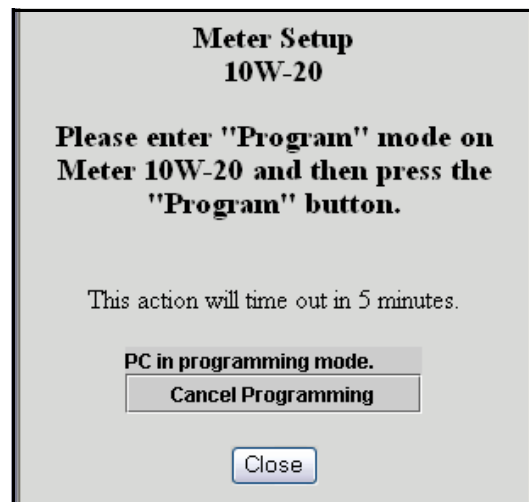 Meter Setup
10W-20
Please enter "Program" mode on
Meter 10W-20 and then press the
"Program" button.
This action will time out in 5 minutes.
PC in programming mode.
Cancel Programming
Close